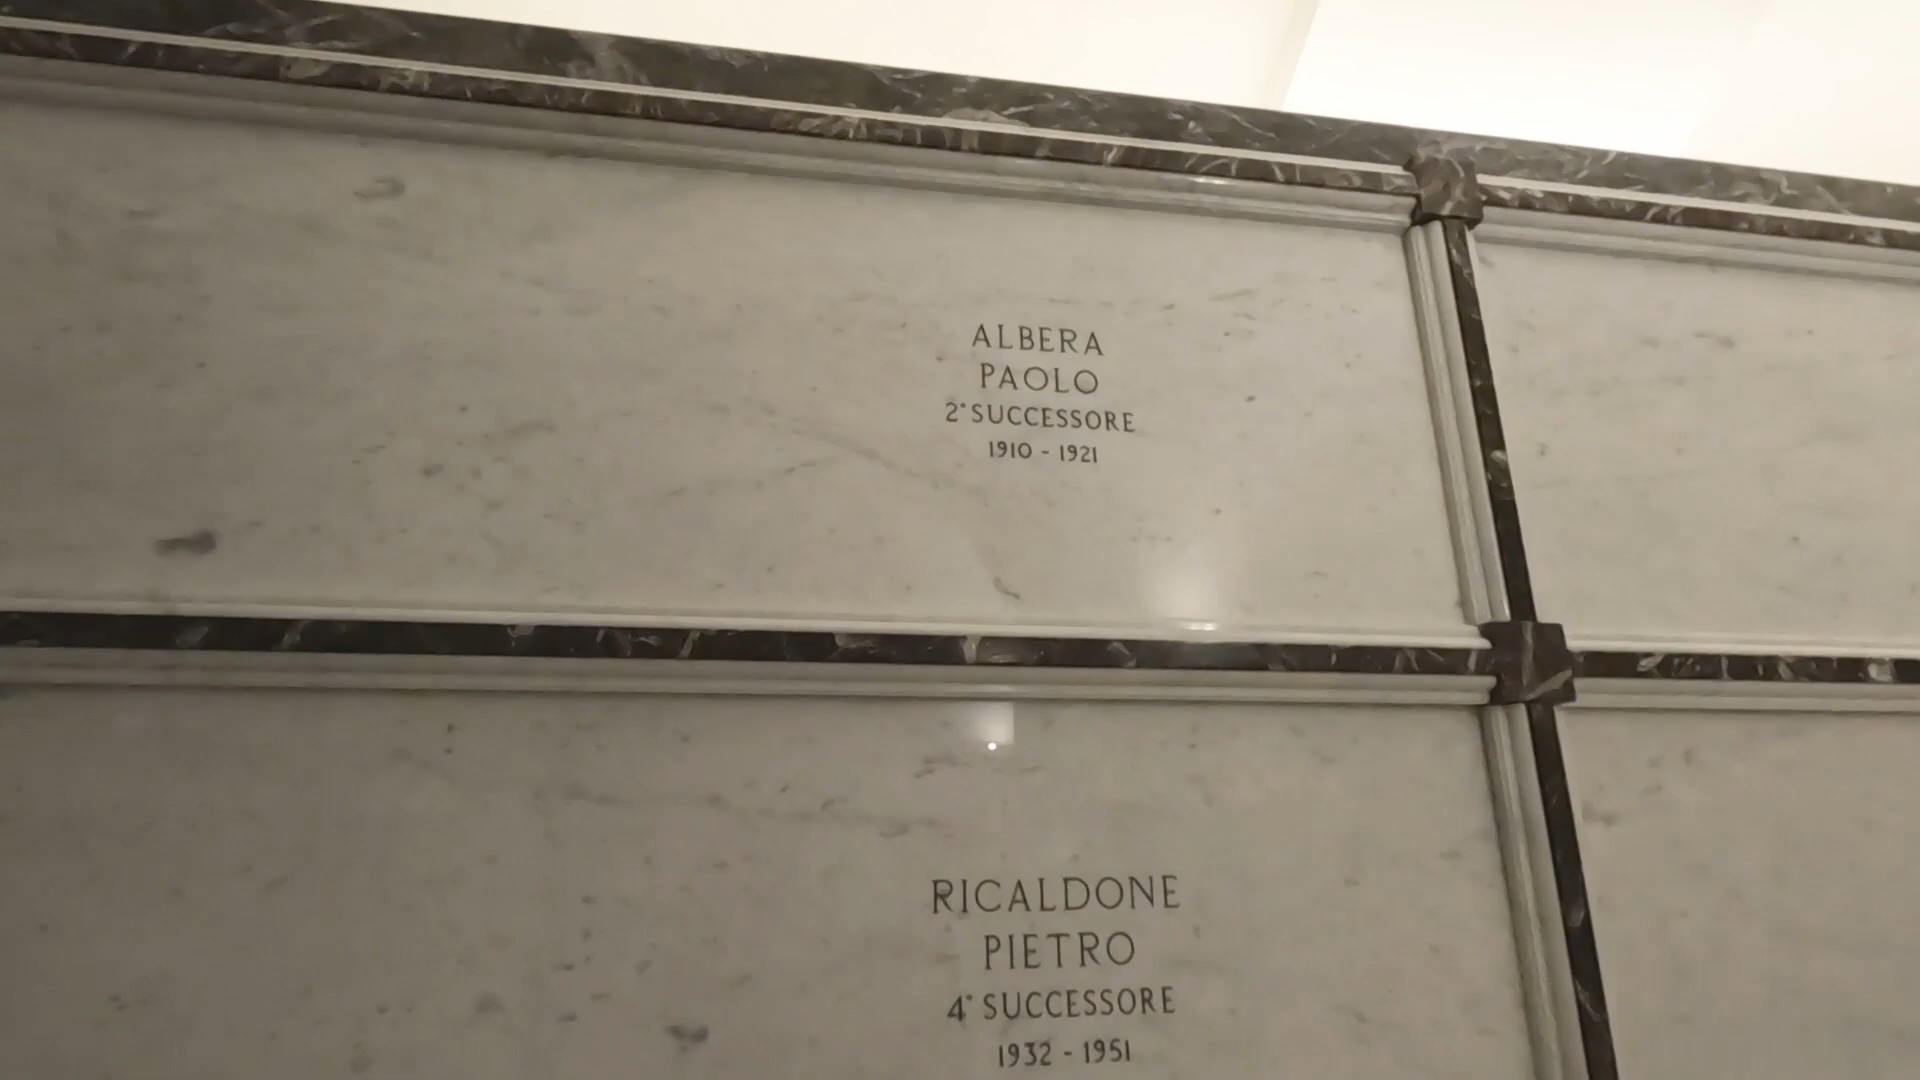 ALBERA
PAOLO
2° SUCCESSORE
1910 - 1921
RICALDONE
PIETRO
4° SUCCESSORE
1932 - 1951